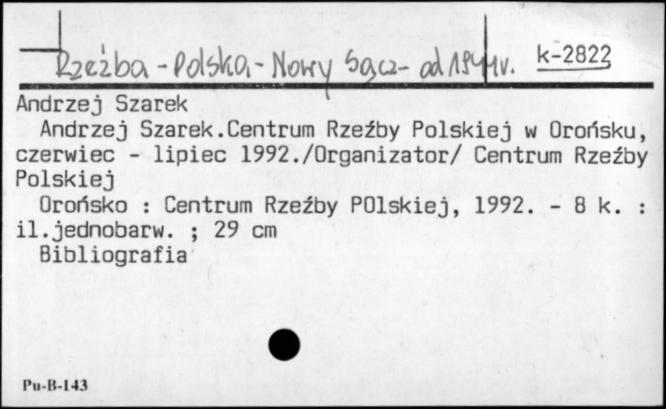 Rzeźba - Polska - Nowy Sącz - od 1944 r. k-2822
Andrzej Szarek
Andrzej Szarek.Centrum Rzeźby Polskiej w Orońsku,
czerwiec - lipiec 1992./Organizator/ Centrum Rzeźby
Polskiej
Orońsko : Centrum Rzeźby POlskiej, 1992. - 8 k. :
il.jednobarw. ; 29 cm
Bibliografia
Pu-B-143